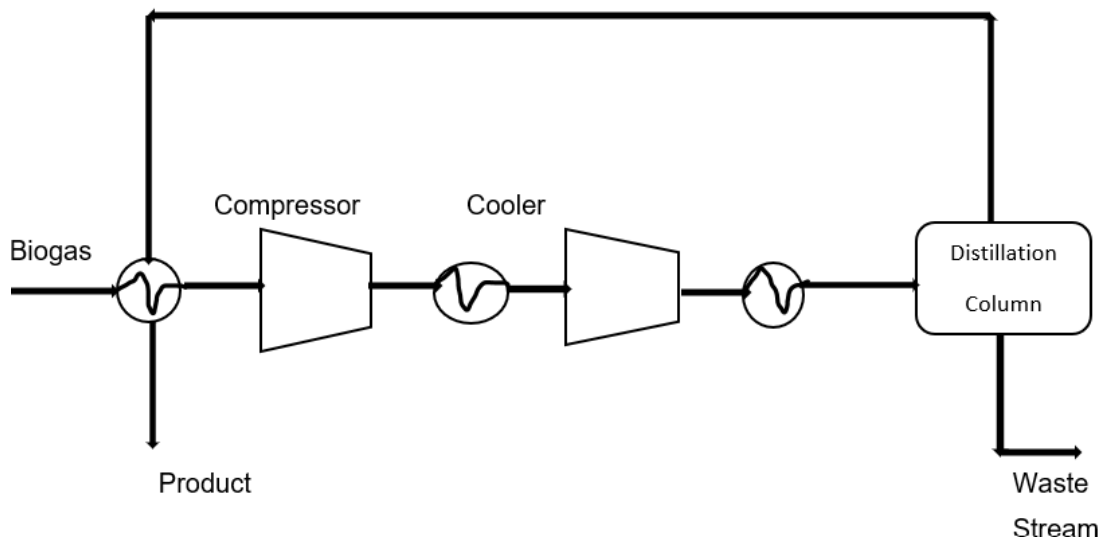 Compressor
Cooler
Biogas
Distillation
Column
Product
Waste
Stream